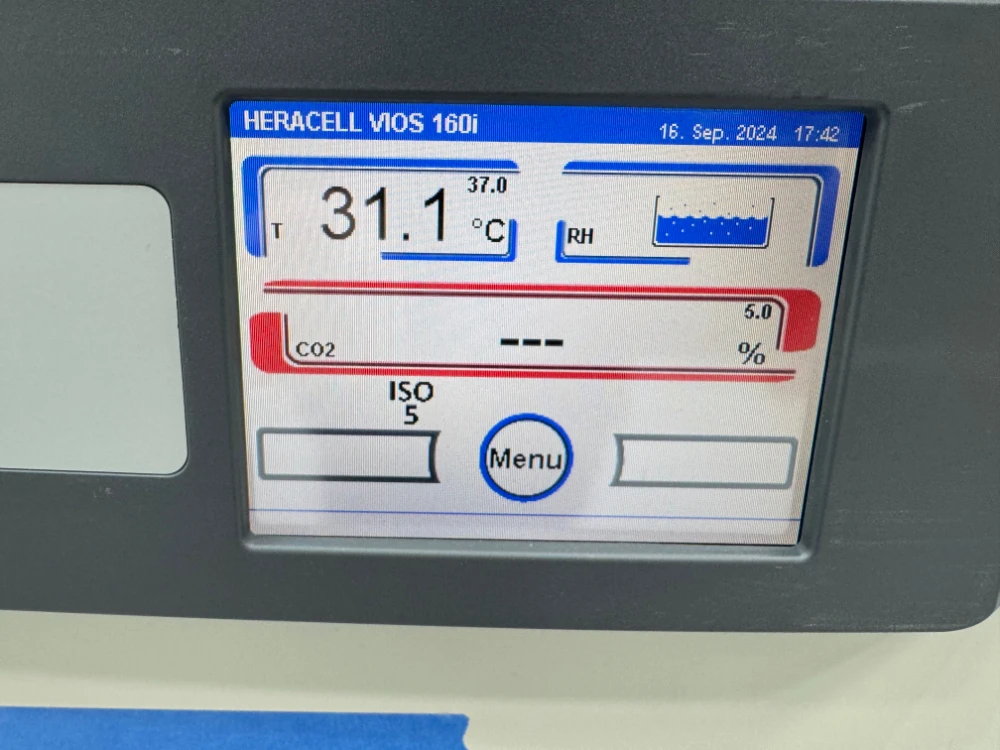 HERACELL VIOS 160i
16. Sep. 2024 17:42
T 31.1 37.0 °C
RH
CO2 --- 5.0 %
ISO
5
Menu